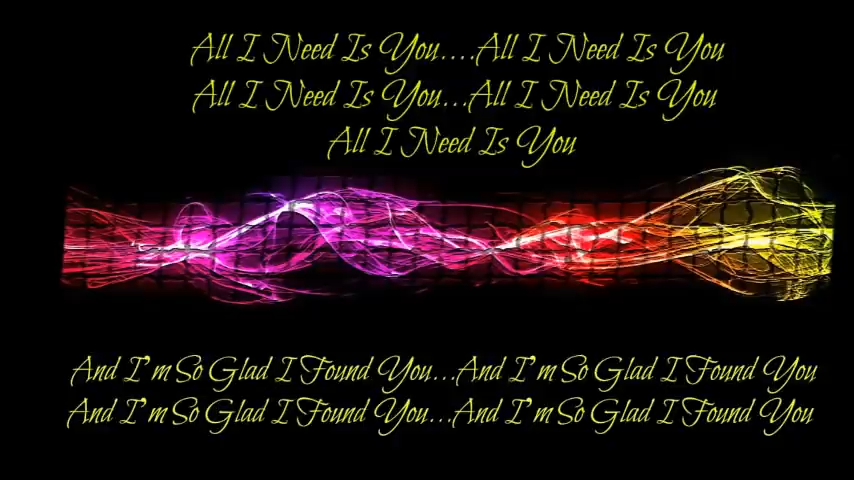 All I Need Is You....All I Need Is You
All I Need Is You...All I Need Is You
All I Need Is You
And I'm So Glad I Found You...And I'm So Glad I Found You
And I'm So Glad I Found You...And I'm So Glad I Found You